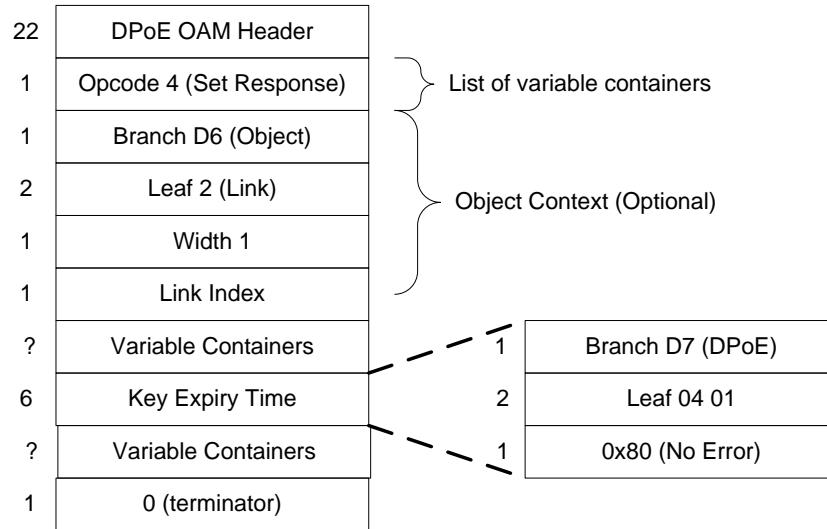 22 DPoE OAM Header
1 Opcode 4 (Set Response) List of variable containers
1 Branch D6 (Object)
2 Leaf 2 (Link)
Object Context (Optional)
1 Width 1
1 Link Index
? Variable Containers 1 Branch D7 (DPoE)
6 Key Expiry Time 2 Leaf 04 01
? Variable Containers 1 0x80 (No Error)
1 0 (terminator)